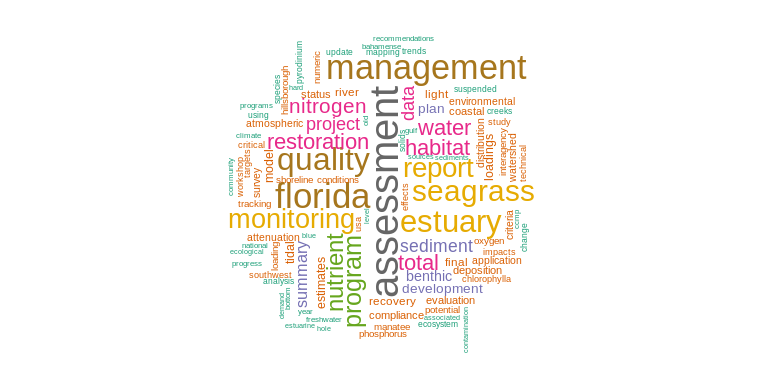 recommendations
bahamense
update
mapping
trends
management
pyrodinium
numeric
species
hillsborough
hard
status
river
light
suspended
assessment
data
nitrogen
plan
environmental
programs
using
coastal
creeks
atmospheric
project
old
water
gulf
study
climate
critical
restoration
solids
habitat
distribution
interagency
watershed
technical
loadings
quality
report
sources
sediments
community
workshop
targets
survey
model
shoreline
conditions
florida
effects
seagrass
tracking
monitoring
usa
level
estuary
criteria
ccmp
change
attenuation
blue
national
ecological
loading
tidal
summary
nutrient
program
sediment
oxygen
impacts
progress
total
final
application
southwest
analysis
estimates
benthic
deposition
chlorophylla
demand
bottom
development
recovery
evaluation
year
freshwater
compliance
potential
associated
estuarine
hole
manatee
ecosystem
phosphorus
contamination